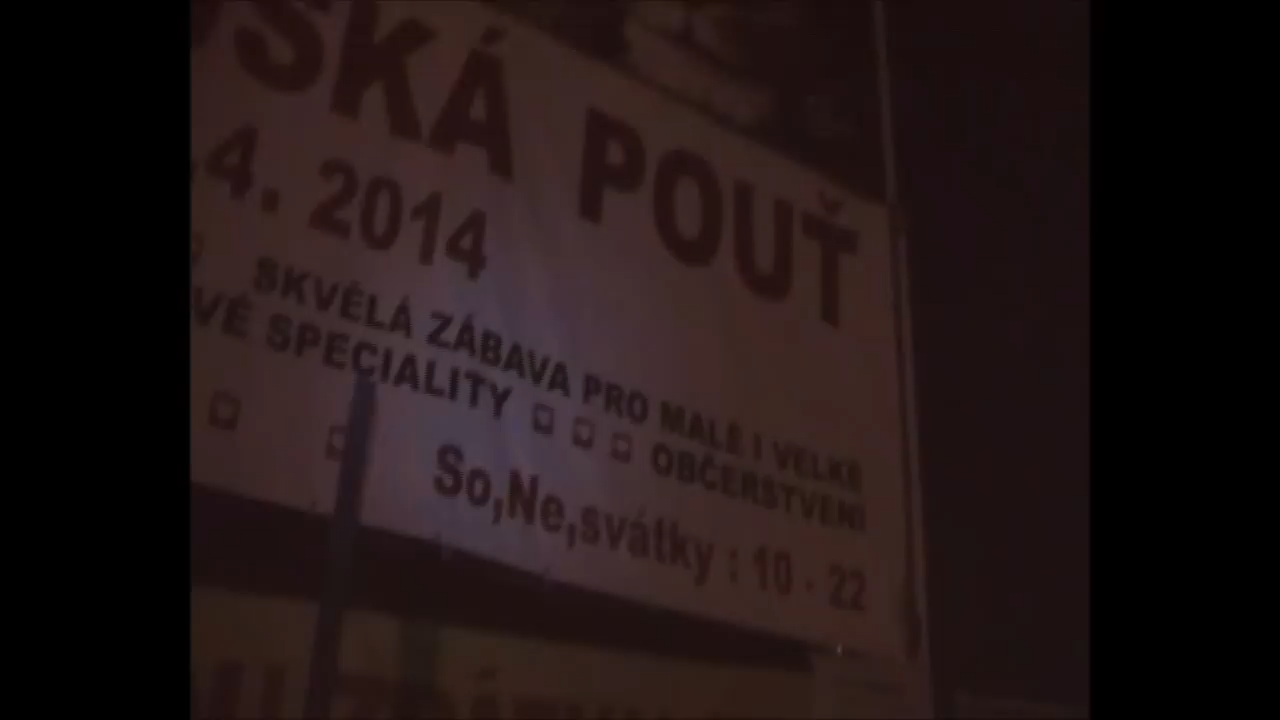 SKÁ POUŤ
.4. 2014
SKVĚLÁ ZÁBAVA PRO MALÉ I VELKÉ
VÉ SPECIALITY OBČERSTVENÍ
So,Ne,svátky : 10 - 22